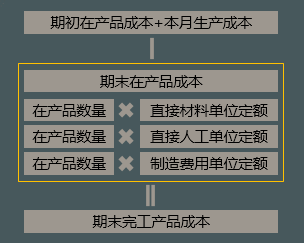 期初在产品成本+本月生产成本
期末在产品成本
在产品数量 ✖ 直接材料单位定额
在产品数量 ✖ 直接人工单位定额
在产品数量 ✖ 制造费用单位定额
期末完工产品成本